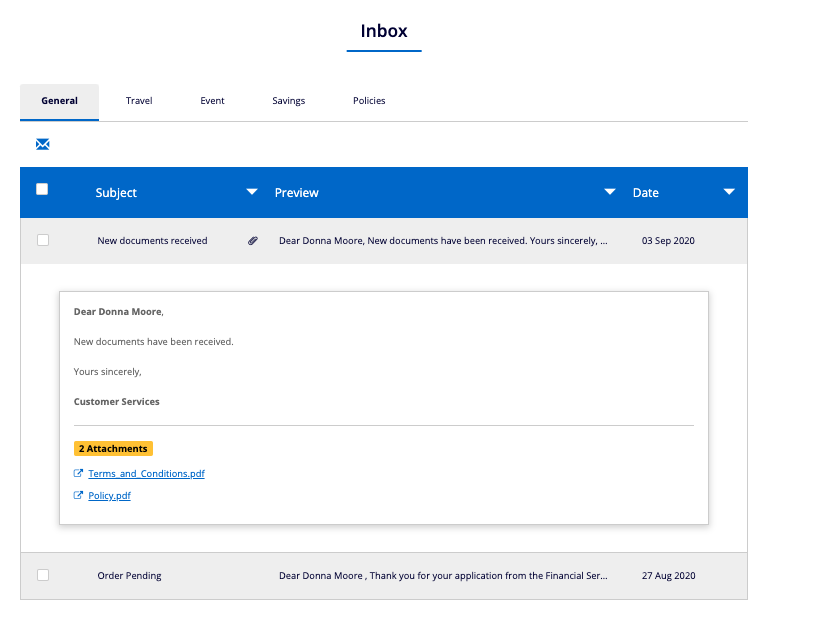 Inbox
General Travel Event Savings Policies
Subject Preview Date
New documents received Dear Donna Moore, New documents have been received. Yours sincerely, ... 03 Sep 2020
Dear Donna Moore,
New documents have been received.
Yours sincerely,
Customer Services
2 Attachments
Terms_and_Conditions.pdf
Policy.pdf
Order Pending Dear Donna Moore , Thank you for your application from the Financial Ser... 27 Aug 2020